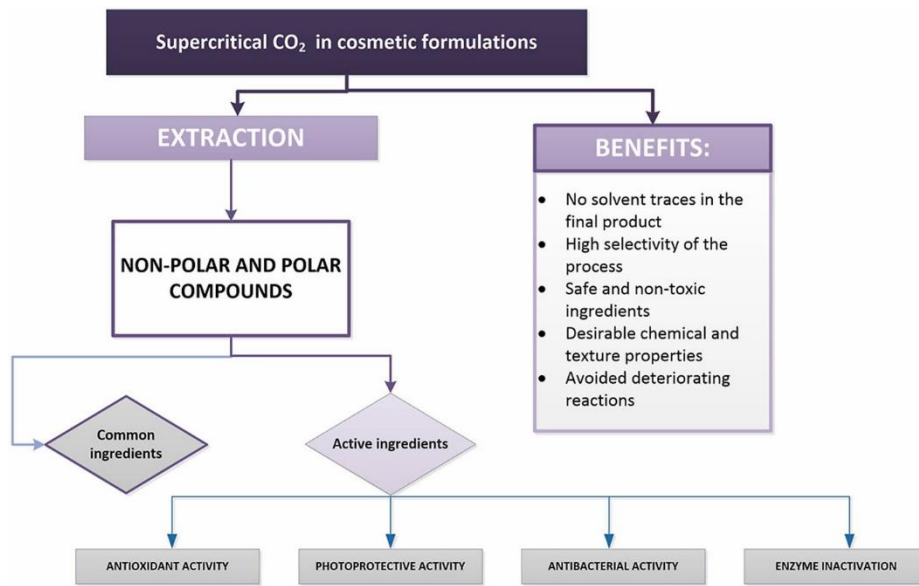 Supercritical CO₂ in cosmetic formulations
EXTRACTION
NON-POLAR AND POLAR
COMPOUNDS
Common
ingredients
Active ingredients
BENEFITS:
• No solvent traces in the
final product
• High selectivity of the
process
• Safe and non-toxic
ingredients
• Desirable chemical and
texture properties
• Avoided deteriorating
reactions
ANTIOXIDANT ACTIVITY
PHOTOPROTECTIVE ACTIVITY
ANTIBACTERIAL ACTIVITY
ENZYME INACTIVATION